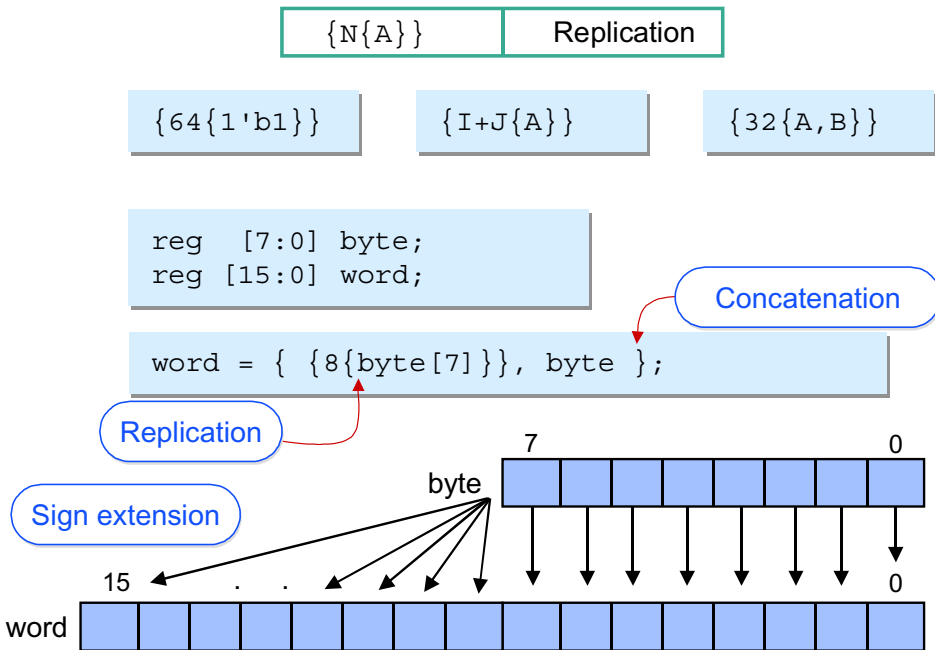 {N{A}} Replication
{64{1'b1}} {I+J{A}} {32{A,B}}
reg [7:0] byte;
reg [15:0] word;
Concatenation
word = { {8{byte[7]}}, byte };
Replication
7 0
byte
Sign extension
15 . . 0
word